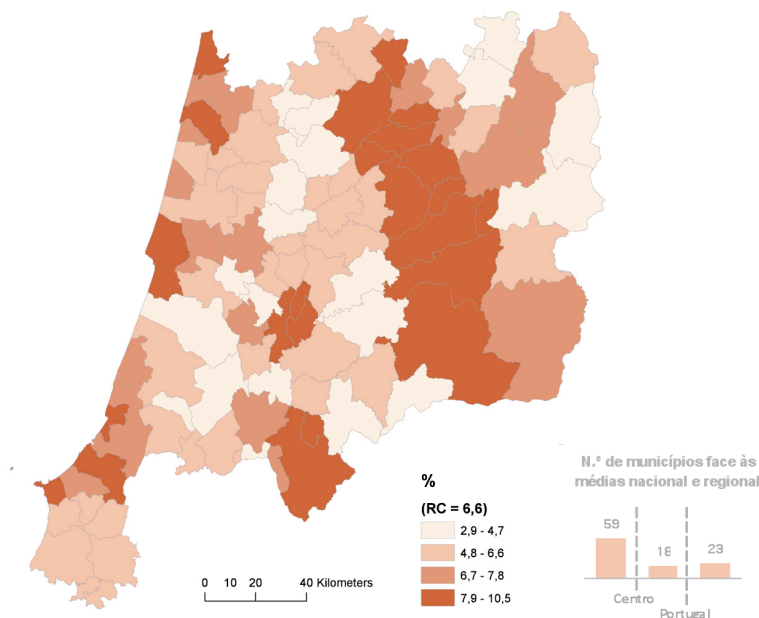 %
(RC = 6,6)
2,9 - 4,7
4,8 - 6,6
6,7 - 7,8
7,9 - 10,5
0 10 20 40 Kilometers
N.º de municípios face às
médias nacional e regional
59
18
23
Centro
Portugal